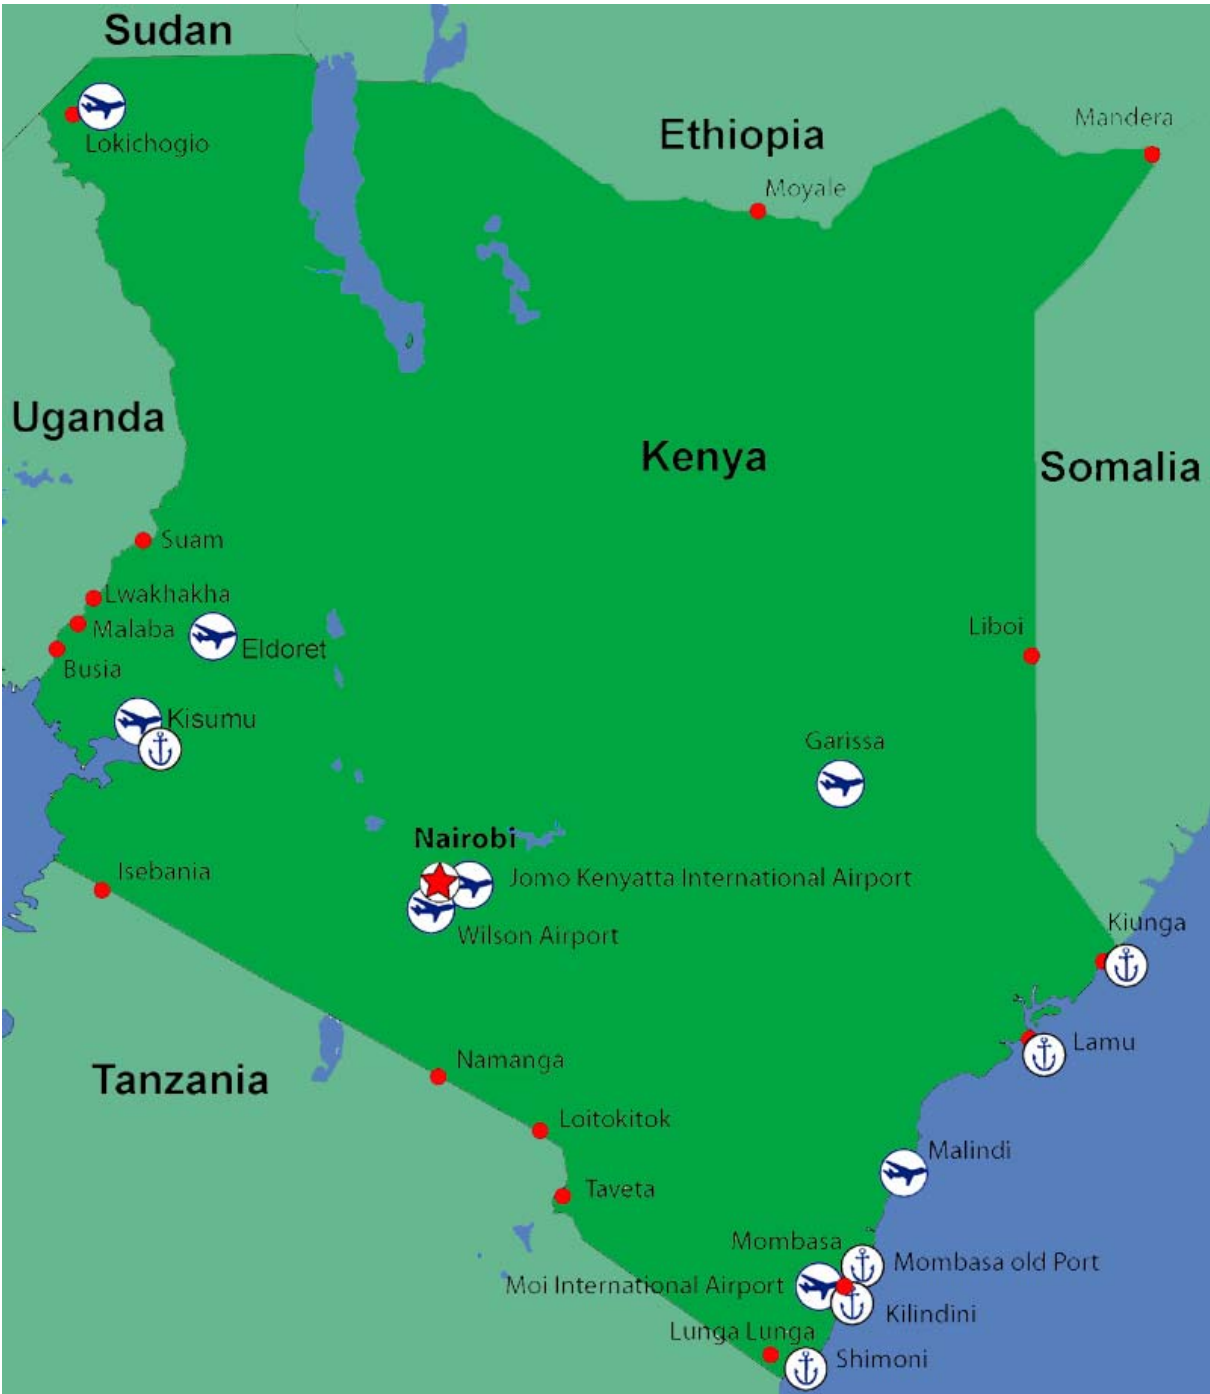 Sudan
Lokichogio
Ethiopia
Mandera
Moyale
Uganda
Kenya
Somalia
Suam
Lwakhakha
Malaba
Busia
Eldoret
Liboi
Kisumu
Garissa
Nairobi
Isebania
Jomo Kenyatta International Airport
Wilson Airport
Kiunga
Lamu
Namanga
Tanzania
Loitokitok
Malindi
Taveta
Mombasa
Mombasa old Port
Moi International Airport
Kilindini
Lunga Lunga
Shimoni